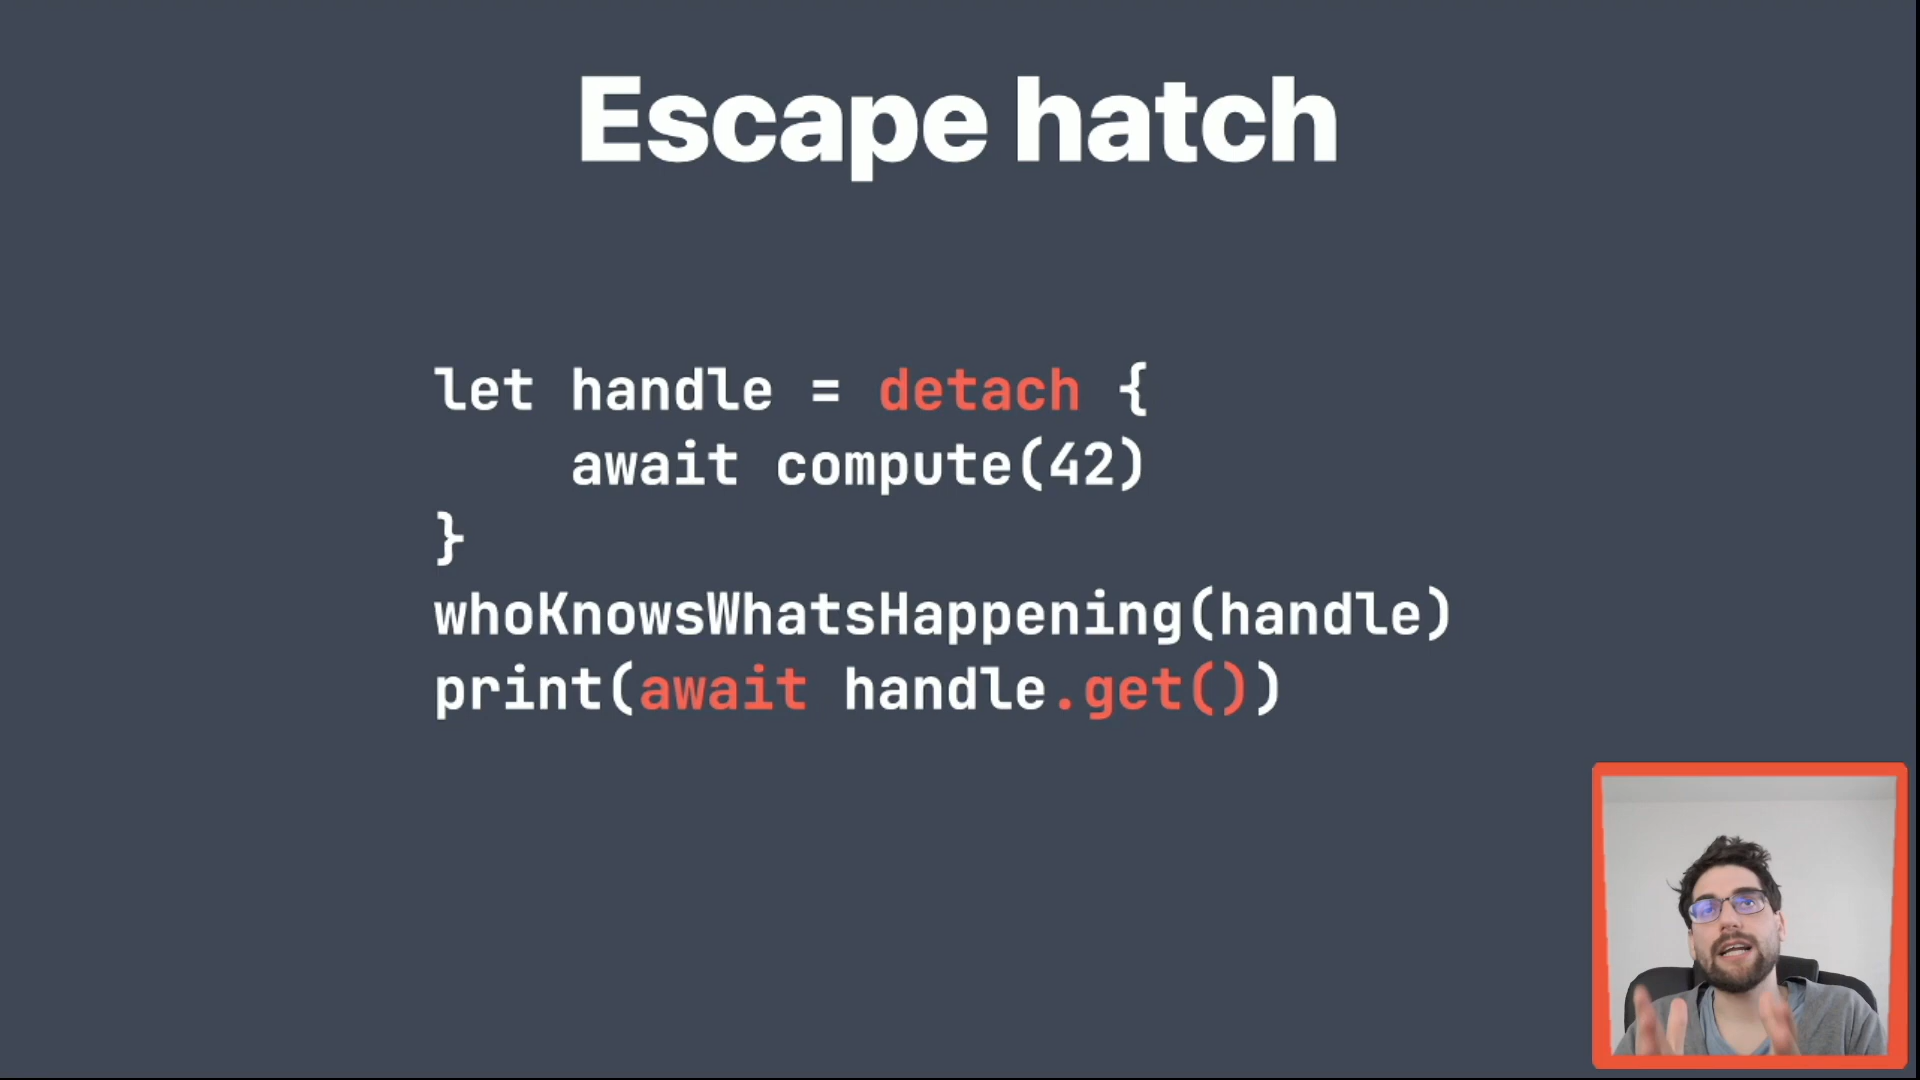 Escape hatch
let handle = detach {
    await compute(42)
}
whoKnowsWhatsHappening(handle)
print(await handle.get())